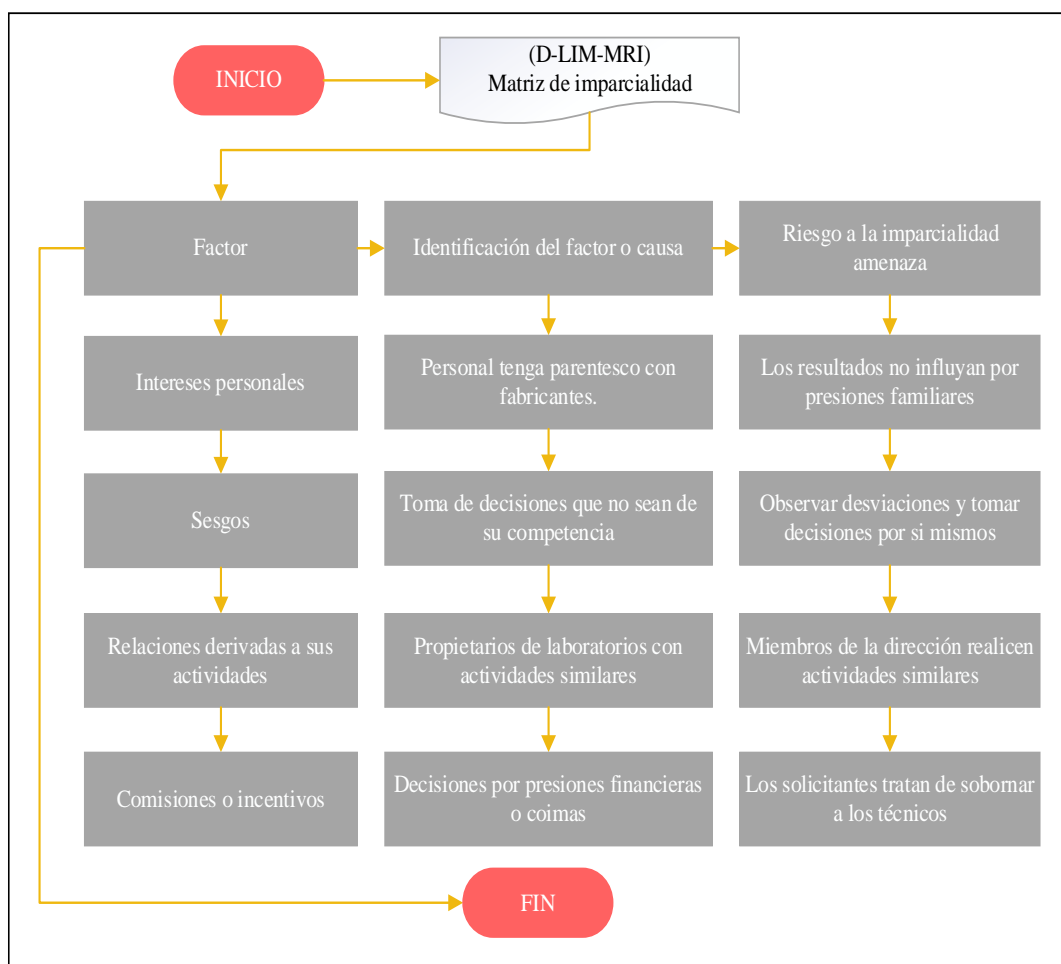 INICIO
(D-LIM-MRI)
Matriz de imparcialidad
Factor
Identificación del factor o causa
Riesgo a la imparcialidad
amenaza
Intereses personales
Personal tenga parentesco con
fabricantes.
Los resultados no influyan por
presiones familiares
Sesgos
Toma de decisiones que no sean de
su competencia
Observar desviaciones y tomar
decisiones por si mismos
Relaciones derivadas a sus
actividades
Propietarios de laboratorios con
actividades similares
Miembros de la dirección realicen
actividades similares
Comisiones o incentivos
Decisiones por presiones financieras
o coimas
Los solicitantes tratan de sobornar
a los técnicos
FIN